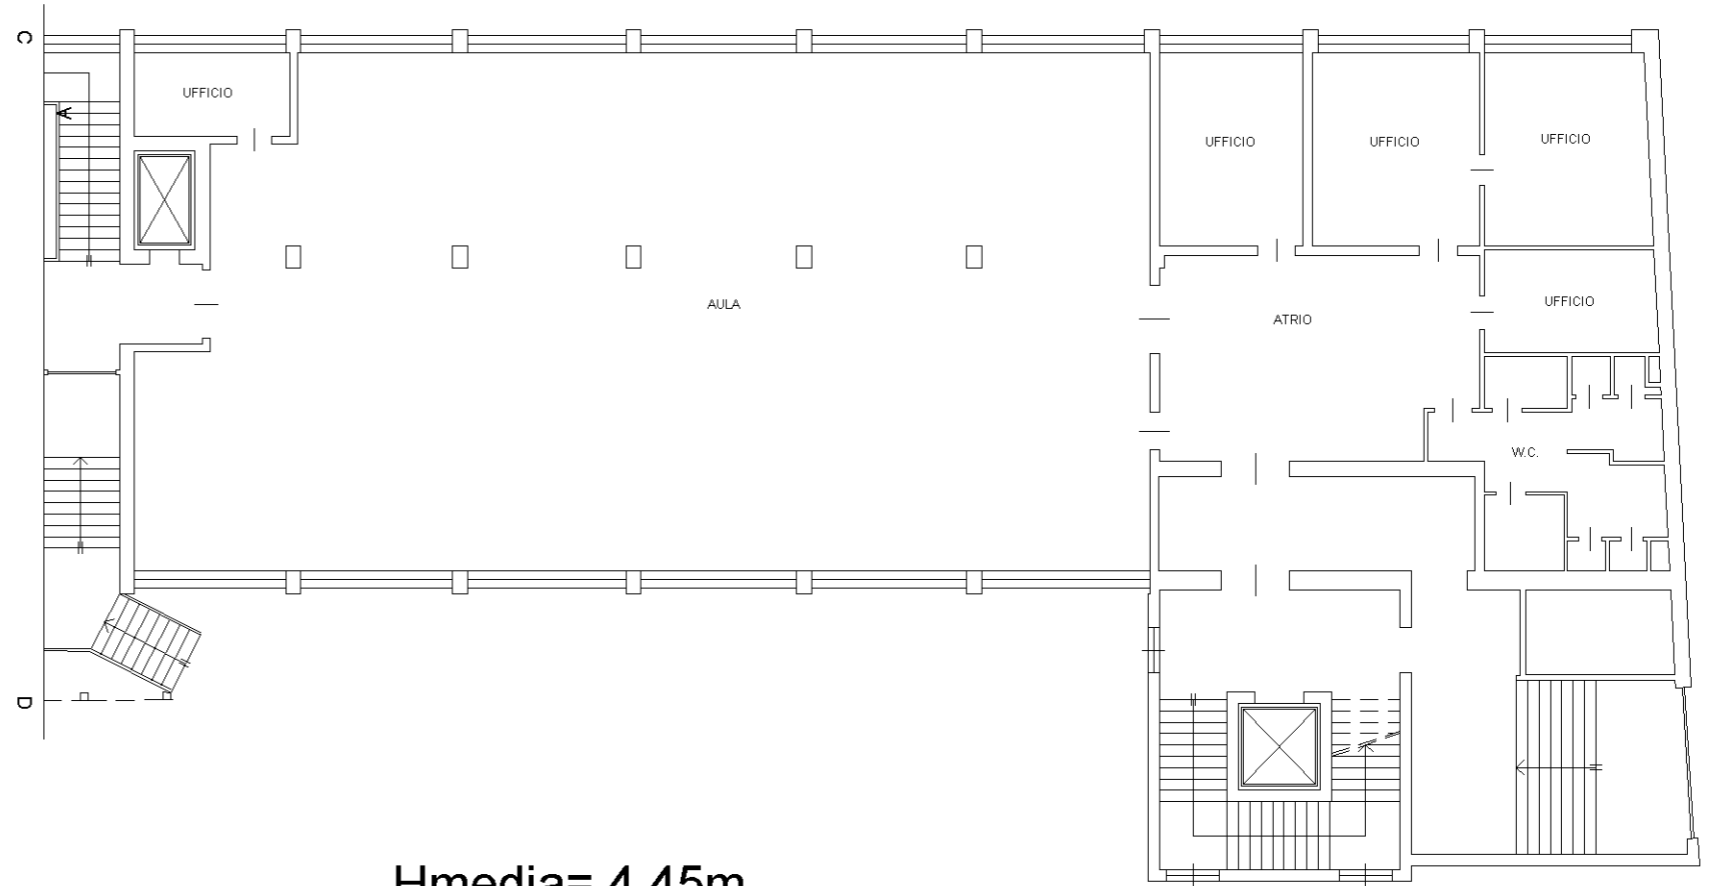 C
UFFICIO
A
UFFICIO
UFFICIO
UFFICIO
UFFICIO
AULA
ATRIO
W.C.
D
Hmedia= 4.45m